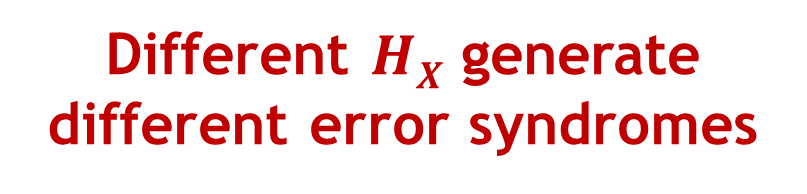 Different H_X generate
different error syndromes